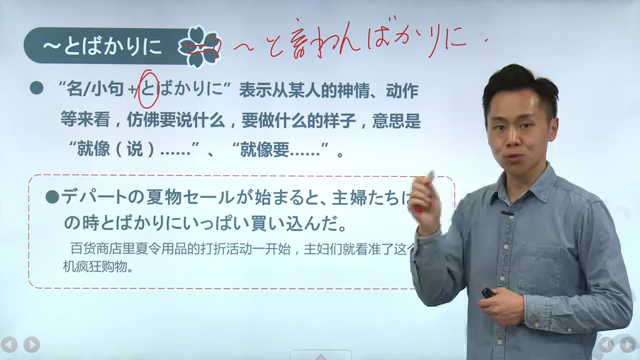 ～とばかりに ～と言わんばかりに.
● “名/小句＋とばかりに” 表示从某人的神情、动作
等来看，仿佛要说什么，要做什么的样子，意思是
“就像（说）……”、“就像要……”。
●デパートの夏物セールが始まると、主婦たちは
の時とばかりにいっぱい買い込んだ。
百货商店里夏令用品的打折活动一开始，主妇们就看准了这个
机疯狂购物。